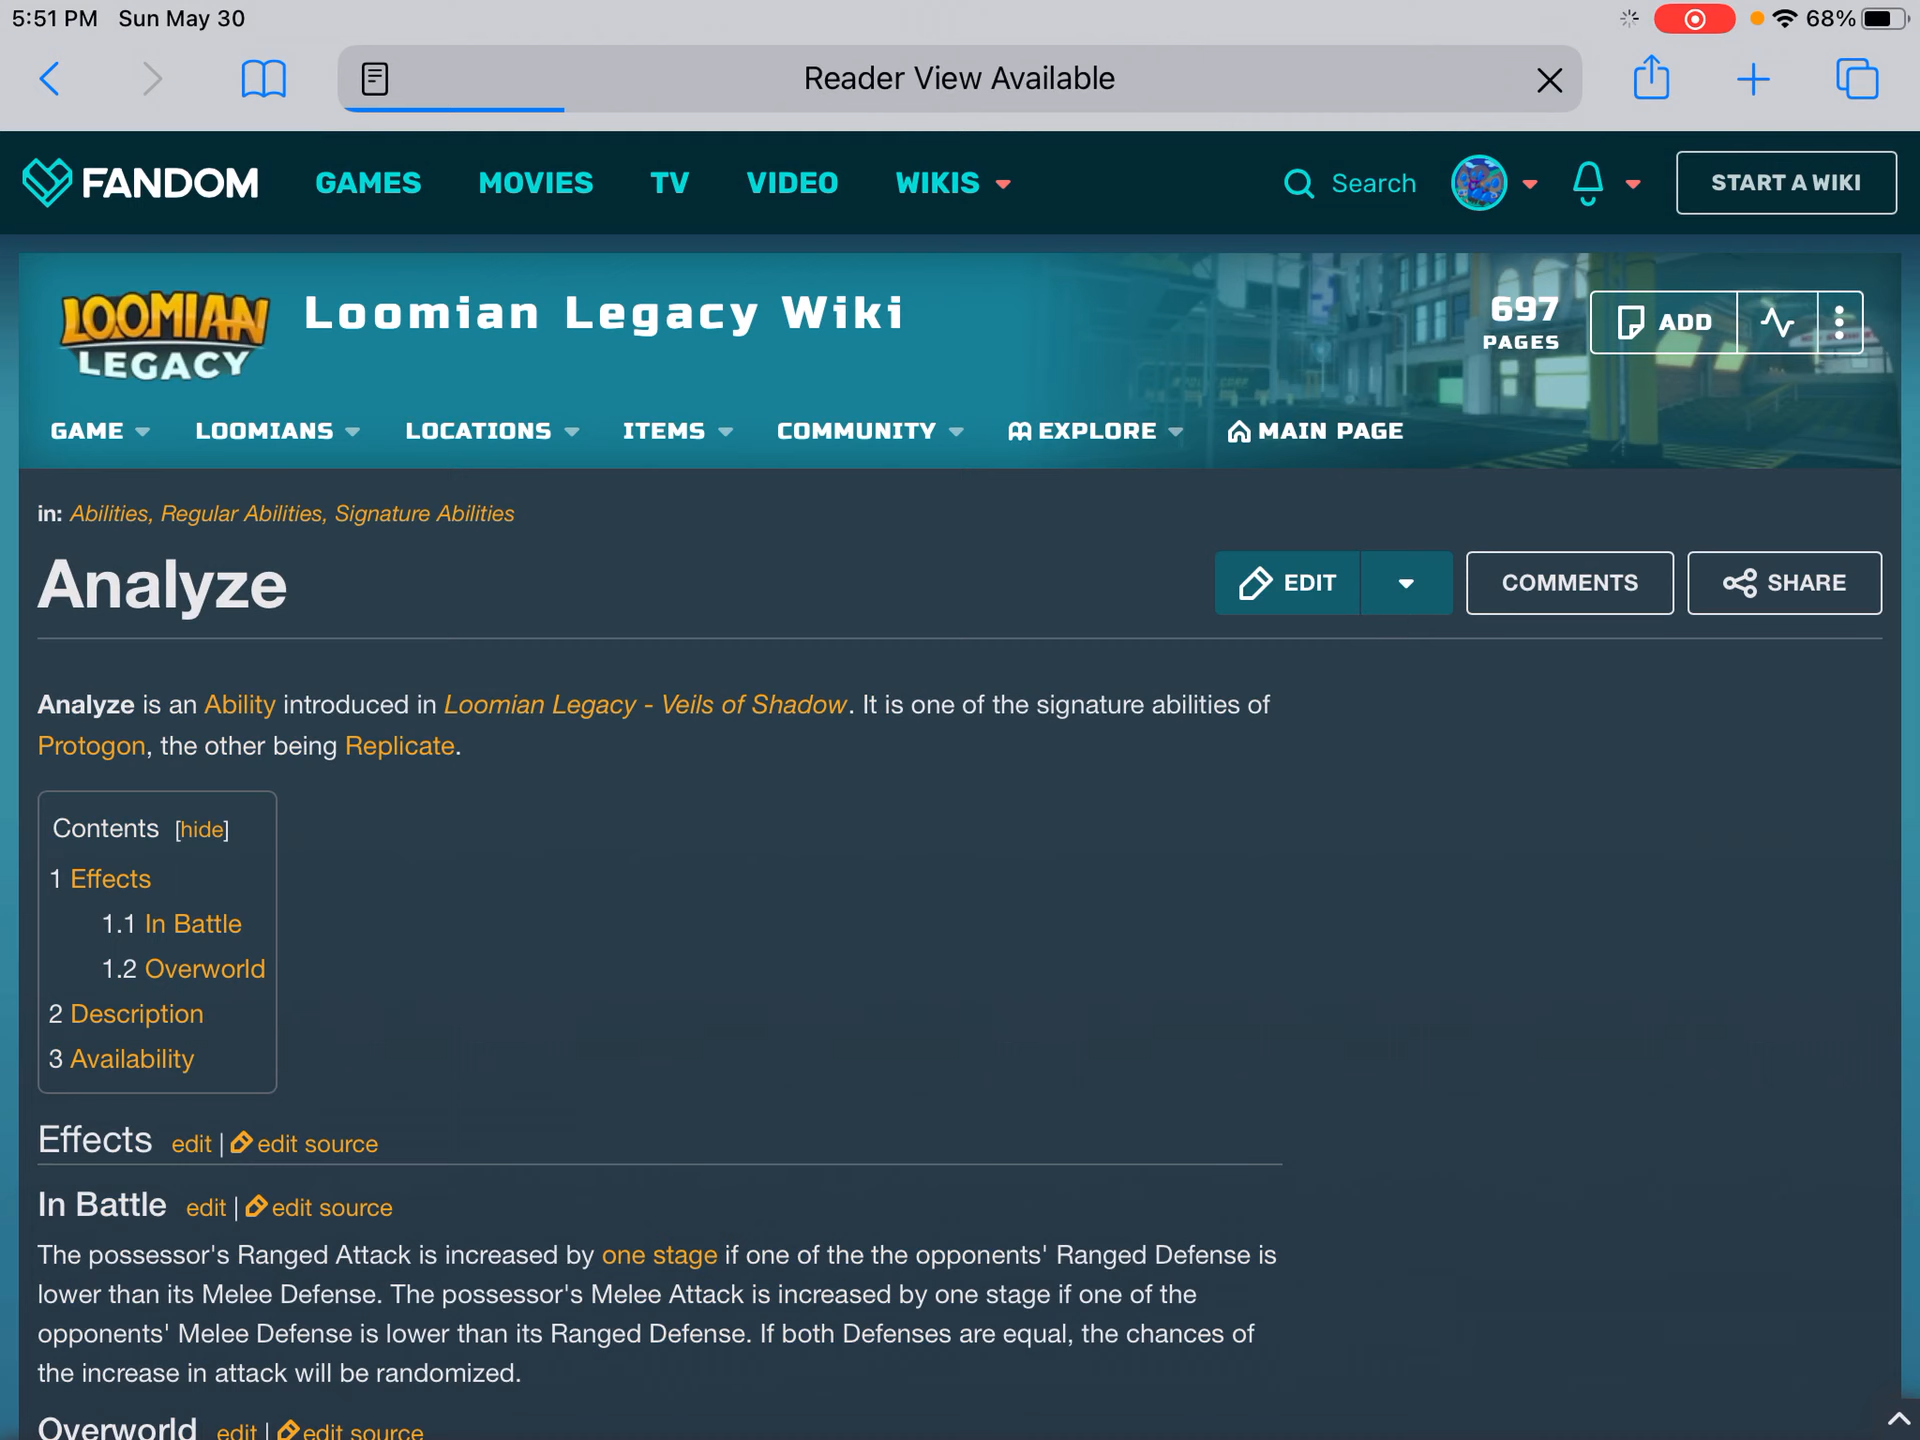 5:51 PM Sun May 30
68%
Reader View Available
FANDOM GAMES MOVIES TV VIDEO WIKIS Search START A WIKI
LOOMIAN
LEGACY
Loomian Legacy Wiki
697
PAGES
ADD
GAME LOOMIANS LOCATIONS ITEMS COMMUNITY EXPLORE MAIN PAGE
in: Abilities, Regular Abilities, Signature Abilities
Analyze
EDIT COMMENTS SHARE
Analyze is an Ability introduced in Loomian Legacy - Veils of Shadow. It is one of the signature abilities of
Protogon, the other being Replicate.
Contents [hide]
1 Effects
1.1 In Battle
1.2 Overworld
2 Description
3 Availability
Effects edit | edit source
In Battle edit | edit source
The possessor's Ranged Attack is increased by one stage if one of the the opponents' Ranged Defense is
lower than its Melee Defense. The possessor's Melee Attack is increased by one stage if one of the
opponents' Melee Defense is lower than its Ranged Defense. If both Defenses are equal, the chances of
the increase in attack will be randomized.
Overworld edit | edit source